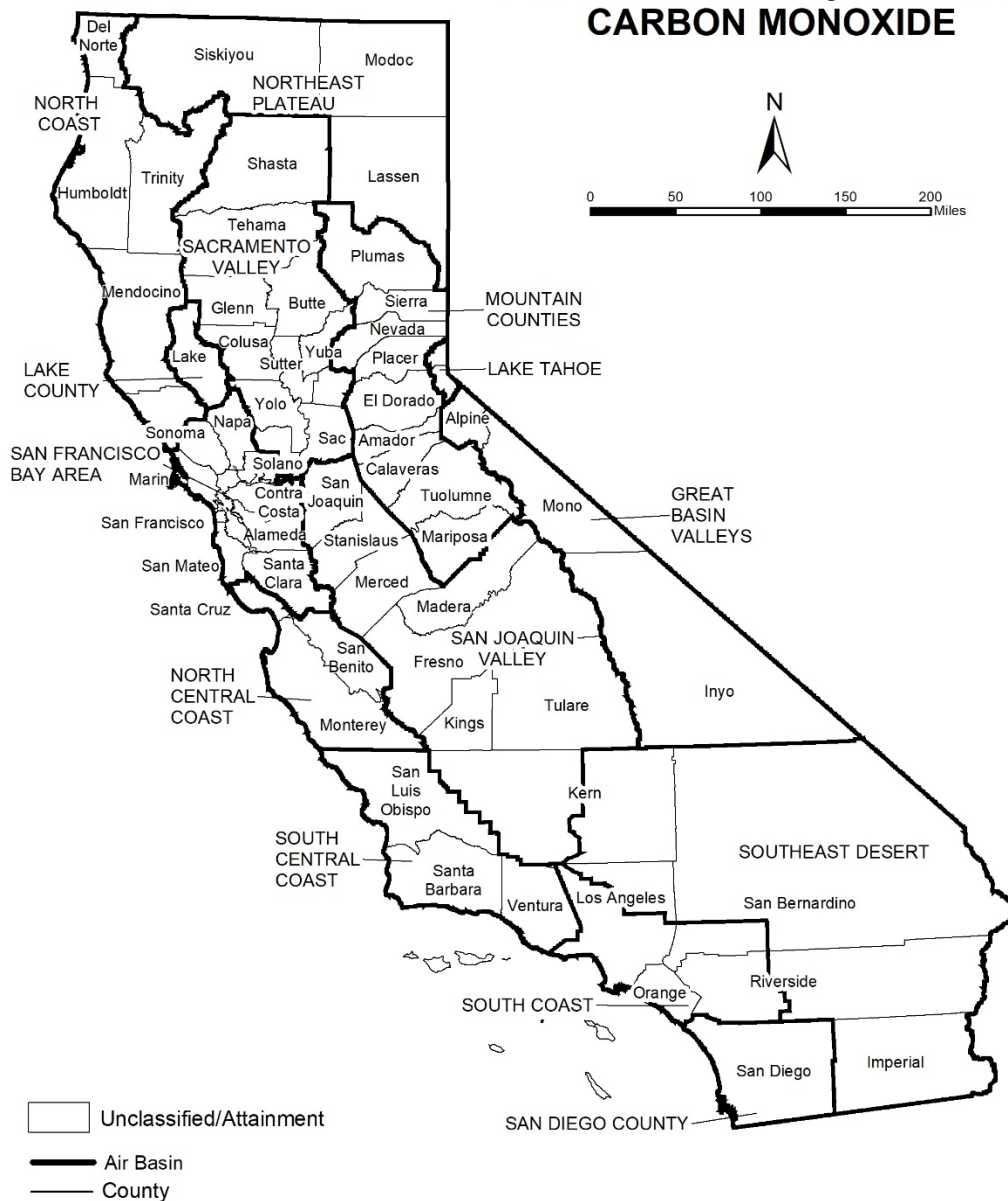 CARBON MONOXIDE
Del
Norte
Siskiyou
Modoc
NORTHEAST
PLATEAU
NORTH
COAST
N
Shasta
Trinity
Lassen
Humboldt
0 50 100 150 200
Miles
Tehama
SACRAMENTO
VALLEY
Plumas
Mendocino
Glenn
Butte
Sierra
MOUNTAIN
COUNTIES
Nevada
Colusa
Sutter
Yuba
Placer
Lake
LAKE
COUNTY
LAKE TAHOE
Yolo
El Dorado
Alpine
Napa
Sonoma
Sac
Amador
SAN FRANCISCO
BAY AREA
Solano
Calaveras
Marin
Contra
Costa
San
Joaquin
Tuolumne
Mono
GREAT
BASIN
VALLEYS
San Francisco
Alameda
Stanislaus
Mariposa
San Mateo
Santa
Clara
Merced
Santa Cruz
Madera
San
Benito
SAN JOAQUIN
VALLEY
Fresno
NORTH
CENTRAL
COAST
Inyo
Monterey
Kings
Tulare
San
Luis
Obispo
Kern
SOUTH
CENTRAL
COAST
SOUTHEAST DESERT
Santa
Barbara
Ventura
Los Angeles
San Bernardino
Riverside
Orange
SOUTH COAST
San Diego
Imperial
SAN DIEGO COUNTY
Unclassified/Attainment
Air Basin
County